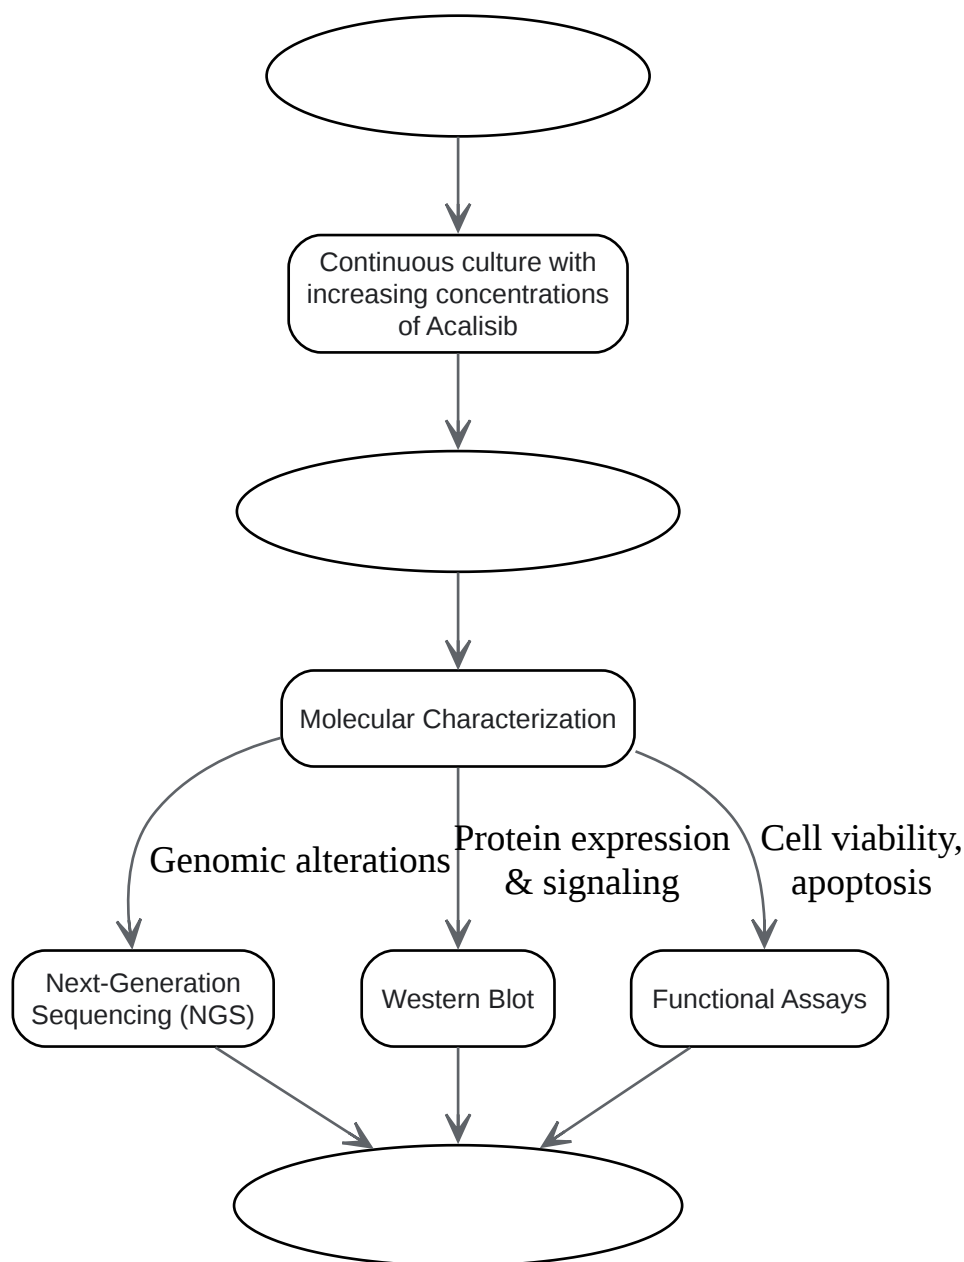 Continuous culture with
increasing concentrations
of Acalisib
Molecular Characterization
Genomic alterations
Protein expression
& signaling
Cell viability,
apoptosis
Next-Generation
Sequencing (NGS)
Western Blot
Functional Assays